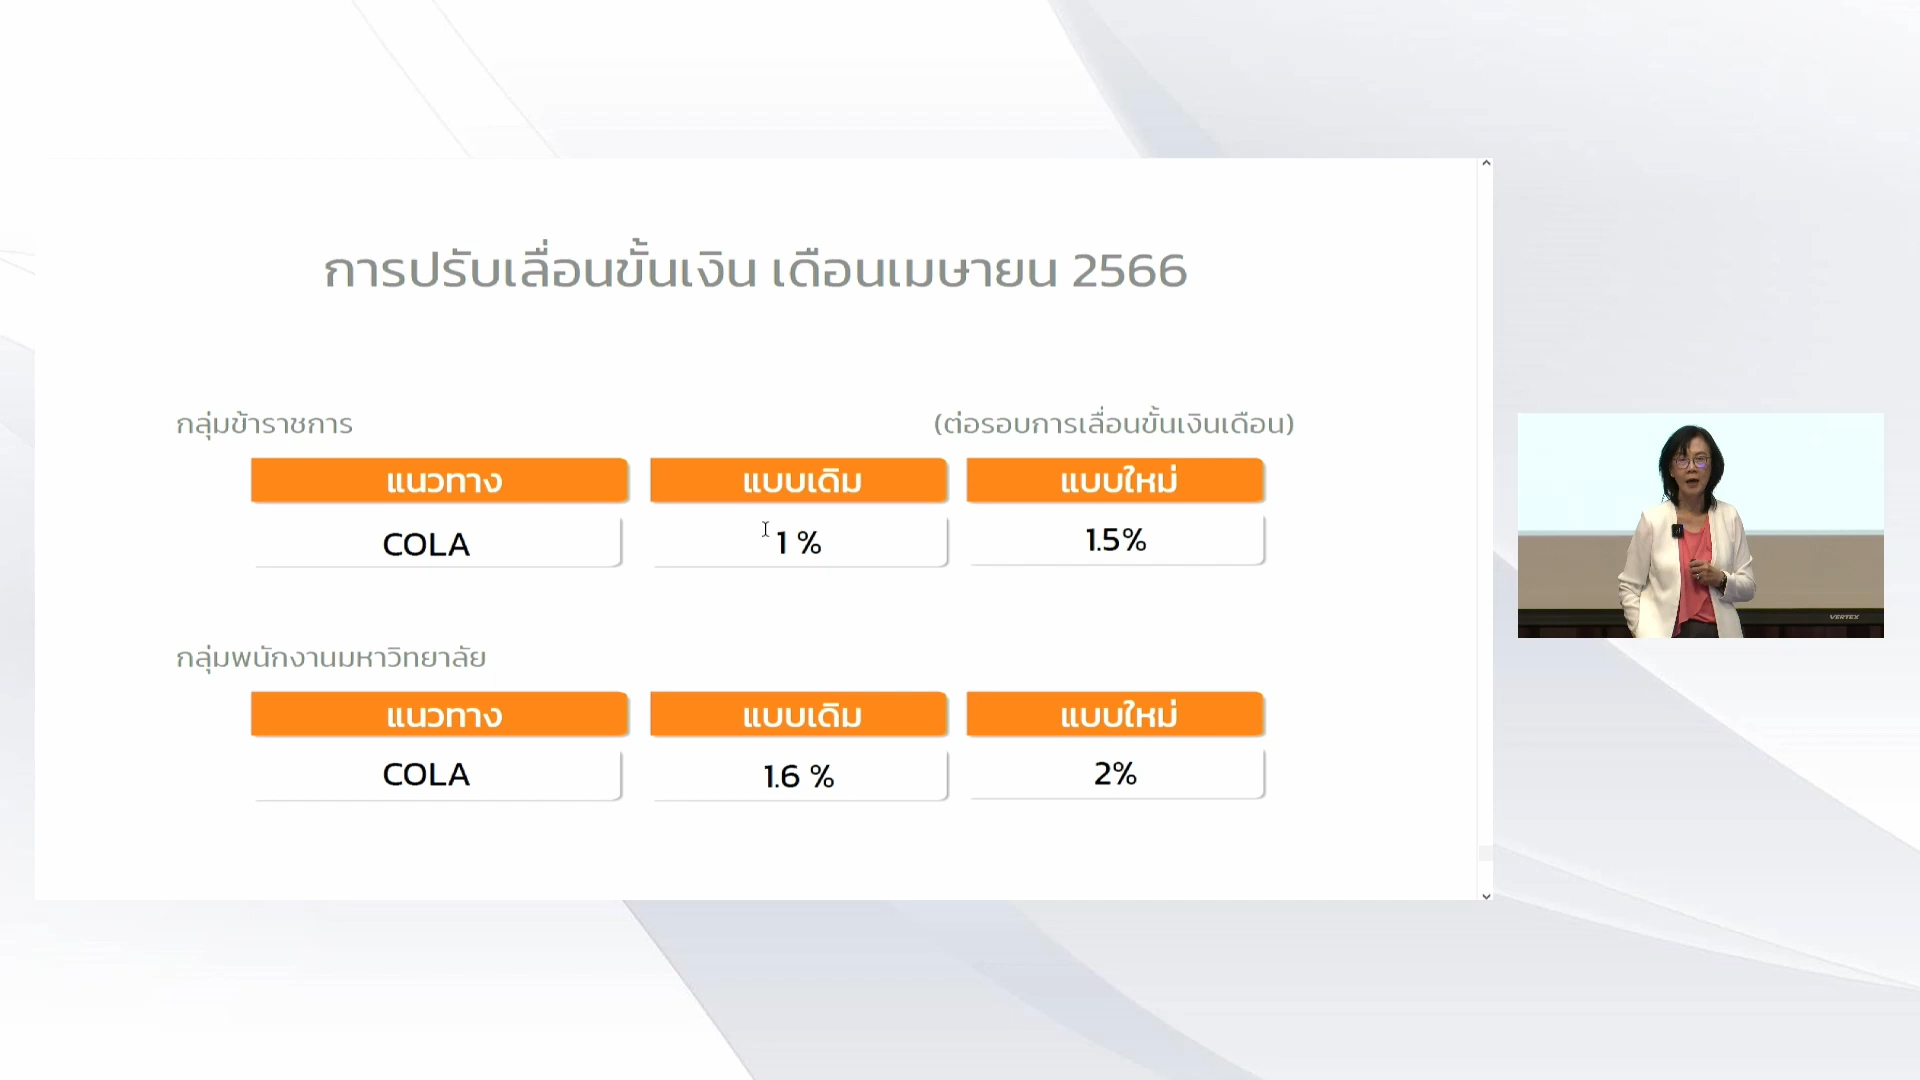 การปรับเลื่อนขั้นเงิน เดือนเมษายน 2566
กลุ่มข้าราชการ (ต่อรอบการเลื่อนขั้นเงินเดือน)
แนวทาง แบบเดิม แบบใหม่
COLA 1 % 1.5%
กลุ่มพนักงานมหาวิทยาลัย
แนวทาง แบบเดิม แบบใหม่
COLA 1.6 % 2%
VERTEX